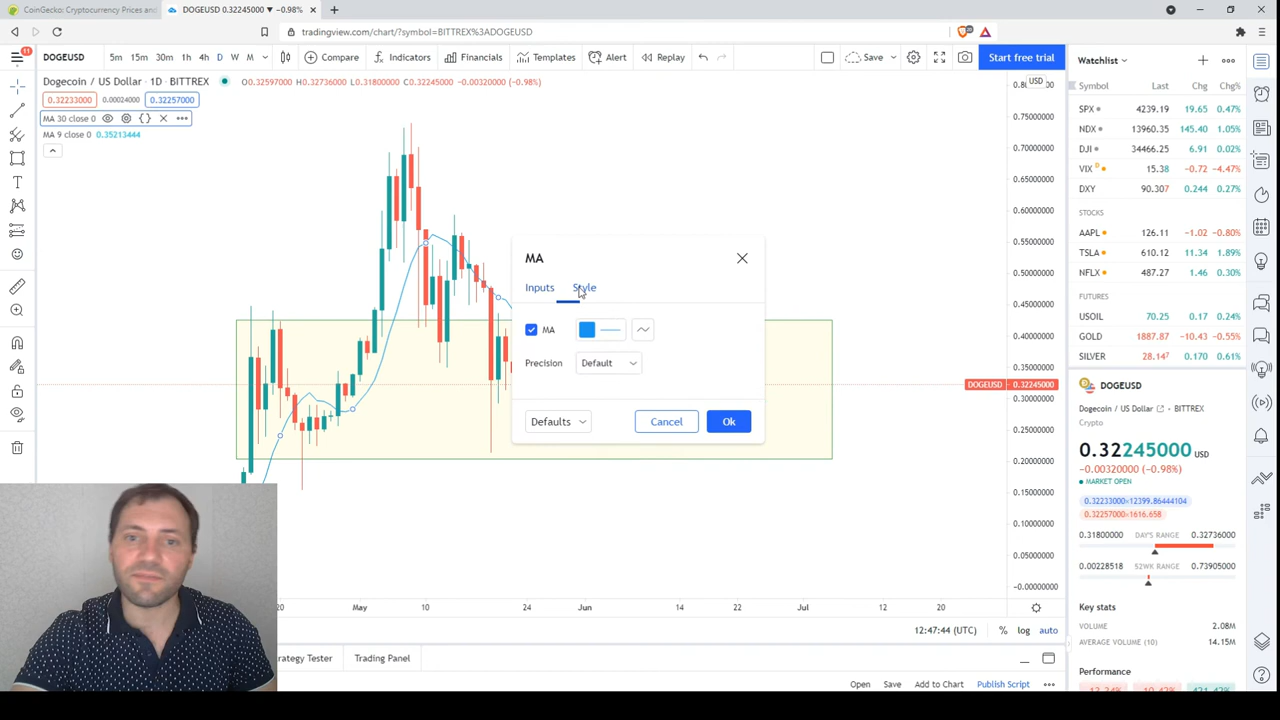 CoinGecko: Cryptocurrency Prices and
DOGEUSD 0.32245000 ▼ −0.98%
tradingview.com/chart/?symbol=BITTREX%3ADOGEUSD
11
DOGEUSD 5m 15m 30m 1h 4h D W M Compare Indicators Financials Templates Alert Replay Save Start free trial
Watchlist
Dogecoin / US Dollar · 1D · BITTREX O0.32597000 H0.32736000 L0.31800000 C0.32245000 −0.00320000 (−0.98%)
USD
0.32233000 0.00024000 0.32257000
MA 30 close 0
MA 9 close 0 0.35213444
0.75000000
0.70000000
0.65000000
0.60000000
0.55000000
0.50000000
0.45000000
0.40000000
0.35000000
DOGEUSD 0.32245000
0.30000000
0.25000000
0.20000000
0.15000000
0.10000000
0.05000000
−0.00000000
MA
Inputs Style
MA
Precision Default
Defaults Cancel Ok
20 May 10 24 Jun 14 22 Jul 12 20
12:47:44 (UTC) % log auto
Strategy Tester Trading Panel
Open Save Add to Chart Publish Script
Symbol Last Chg Chg%
SPX 4239.19 19.65 0.47%
NDX 13960.35 145.40 1.05%
DJI 34466.25 6.91 0.02%
VIX D 15.38 −0.72 −4.47%
DXY 90.307 0.244 0.27%
STOCKS
AAPL 126.11 −1.02 −0.80%
TSLA 610.12 11.34 1.89%
NFLX 487.27 1.46 0.30%
FUTURES
USOIL 70.25 0.17 0.24%
GOLD 1887.87 −10.43 −0.55%
SILVER 28.147 0.170 0.61%
DOGEUSD
Dogecoin / US Dollar · BITTREX
Crypto
0.32245000 USD
−0.00320000 (−0.98%)
MARKET OPEN
0.32233000×12399.86444104
0.32257000×1616.658
0.31800000 DAY'S RANGE 0.32736000
0.00228518 52WK RANGE 0.73905000
Key stats
VOLUME 2.08M
AVERAGE VOLUME (10) 14.15M
Performance